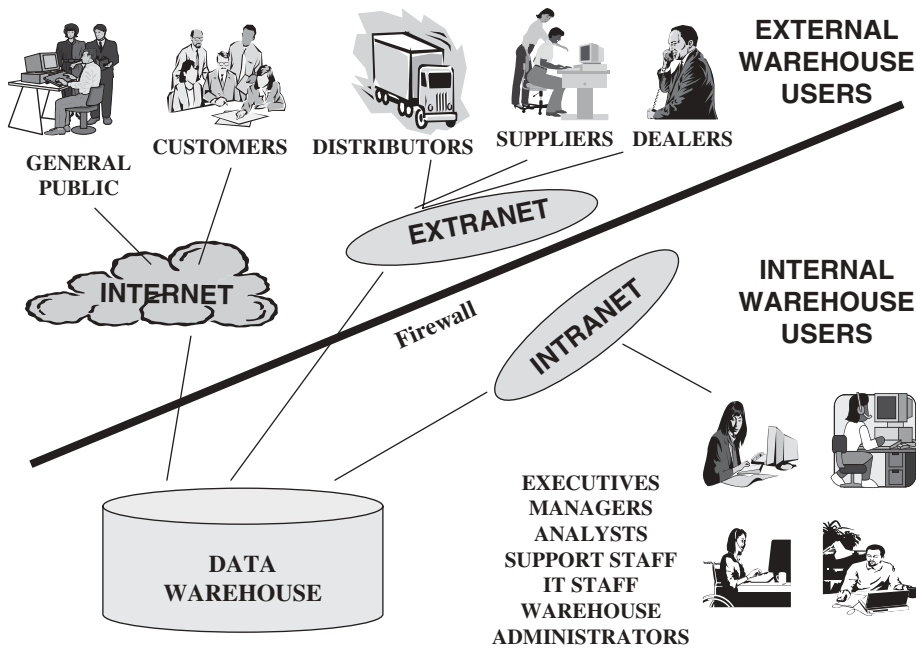 EXTERNAL
WAREHOUSE
USERS
GENERAL
PUBLIC
CUSTOMERS
DISTRIBUTORS
SUPPLIERS
DEALERS
EXTRANET
INTERNET
Firewall
INTRANET
INTERNAL
WAREHOUSE
USERS
DATA
WAREHOUSE
EXECUTIVES
MANAGERS
ANALYSTS
SUPPORT STAFF
IT STAFF
WAREHOUSE
ADMINISTRATORS